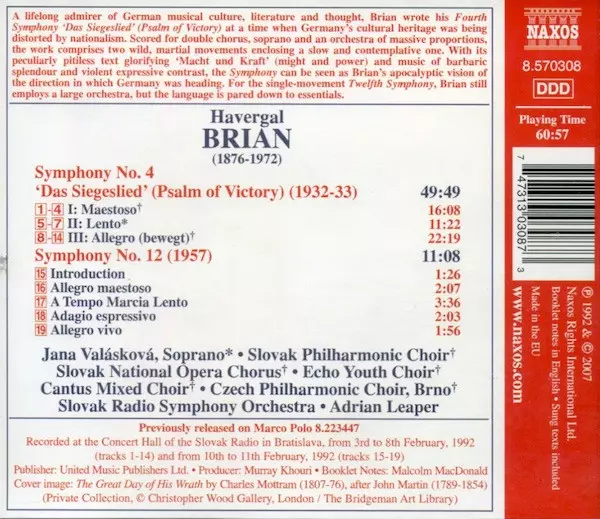 A lifelong admirer of German musical culture, literature and thought, Brian wrote his Fourth
Symphony ‘Das Siegeslied’ (Psalm of Victory) at a time when Germany's cultural heritage was being
distorted by nationalism. Scored for double chorus, soprano and an orchestra of massive proportions,
the work comprises two wild, martial movements enclosing a slow and contemplative one. With its
peculiarly pitiless text glorifying ‘Macht und Kraft’ (might and power) and music of barbaric
splendour and violent expressive contrast, the Symphony can be seen as Brian's apocalyptic vision of
the direction in which Germany was heading. For the single-movement Twelfth Symphony, Brian still
employs a large orchestra, but the language is pared down to essentials.
Havergal
BRIAN
(1876-1972)
Symphony No. 4
‘Das Siegeslied’ (Psalm of Victory) (1932-33) 49:49
1-4 I: Maestoso† 16:08
5-7 II: Lento* 11:22
8-14 III: Allegro (bewegt)† 22:19
Symphony No. 12 (1957) 11:08
15 Introduction 1:26
16 Allegro maestoso 2:07
17 A Tempo Marcia Lento 3:36
18 Adagio espressivo 2:03
19 Allegro vivo 1:56
Jana Valásková, Soprano* • Slovak Philharmonic Choir†
Slovak National Opera Chorus† • Echo Youth Choir†
Cantus Mixed Choir† • Czech Philharmonic Choir, Brno†
Slovak Radio Symphony Orchestra • Adrian Leaper
Previously released on Marco Polo 8.223447
Recorded at the Concert Hall of the Slovak Radio in Bratislava, from 3rd to 8th February, 1992
(tracks 1-14) and from 10th to 11th February, 1992 (tracks 15-19)
Publisher: United Music Publishers Ltd. • Producer: Murray Khouri • Booklet Notes: Malcolm MacDonald
Cover image: The Great Day of His Wrath by Charles Mottram (1807-76), after John Martin (1789-1854)
(Private Collection, © Christopher Wood Gallery, London / The Bridgeman Art Library)
NAXOS
8.570308
DDD
Playing Time
60:57
7 47313 03087 3
℗ 1992 & © 2007
Naxos Rights International Ltd.
Booklet notes in English • Sung texts included
Made in the EU
www.naxos.com